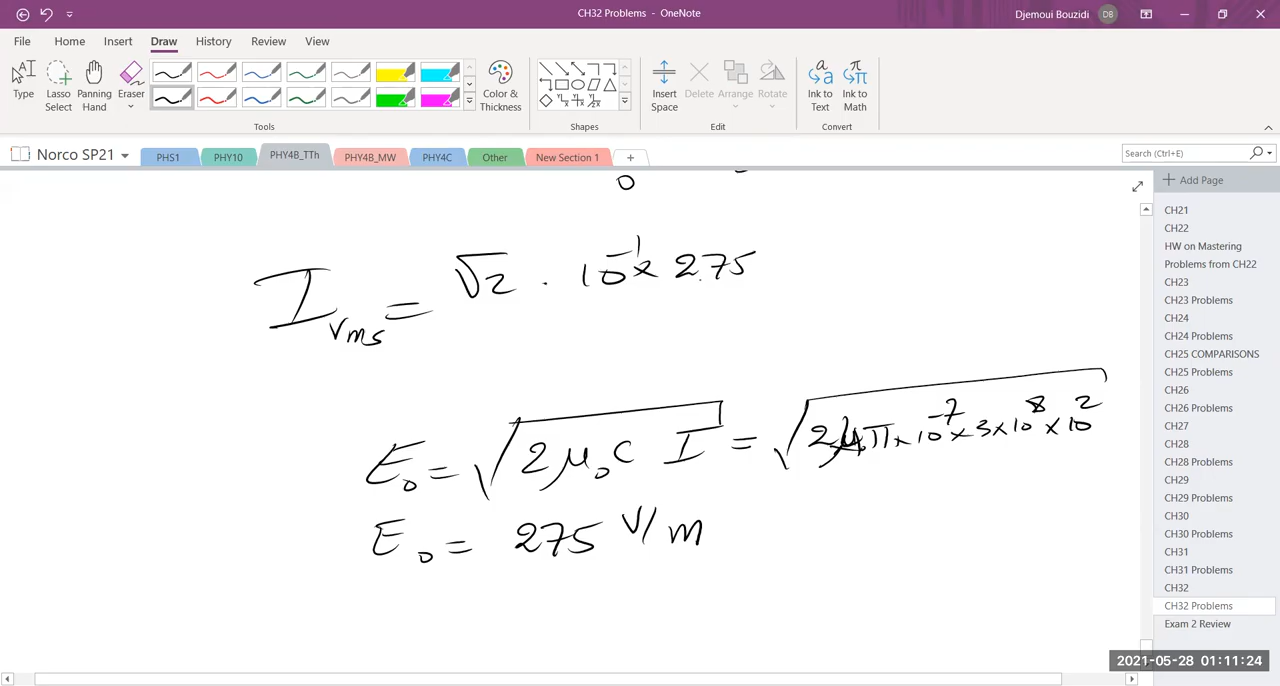 CH32 Problems - OneNote
Djemoui Bouzidi DB
File Home Insert Draw History Review View
Type Lasso Select Panning Hand Eraser Color & Thickness Insert Space Delete Arrange Rotate Ink to Text Ink to Math
Tools Shapes Edit Convert
Norco SP21 PHS1 PHY10 PHY4B_TTh PHY4B_MW PHY4C Other New Section 1 + Search (Ctrl+E)
Add Page
CH21
CH22
HW on Mastering
Problems from CH22
CH23
CH23 Problems
CH24
CH24 Problems
CH25 COMPARISONS
CH25 Problems
CH26
CH26 Problems
CH27
CH28
CH28 Problems
CH29
CH29 Problems
CH30
CH30 Problems
CH31
CH31 Problems
CH32
CH32 Problems
Exam 2 Review
0
I_rms = √2 . 10^-1 × 275
E_0 = √(2μ_0 C I) = √(2×4π×10^-7×3×10^8×10^2)
E_0 = 275 V/m
2021-05-28 01:11:24